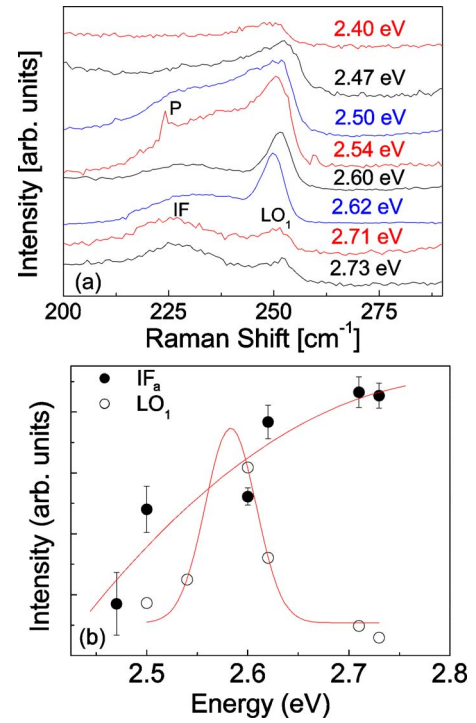 2.40 eV
2.47 eV
P
2.50 eV
2.54 eV
2.60 eV
IF
LO₁
2.62 eV
2.71 eV
(a)
2.73 eV
Intensity [arb. units]
200 225 250 275
Raman Shift [cm⁻¹]
IFₐ
LO₁
Intensity (arb. units)
(b)
2.5 2.6 2.7 2.8
Energy (eV)